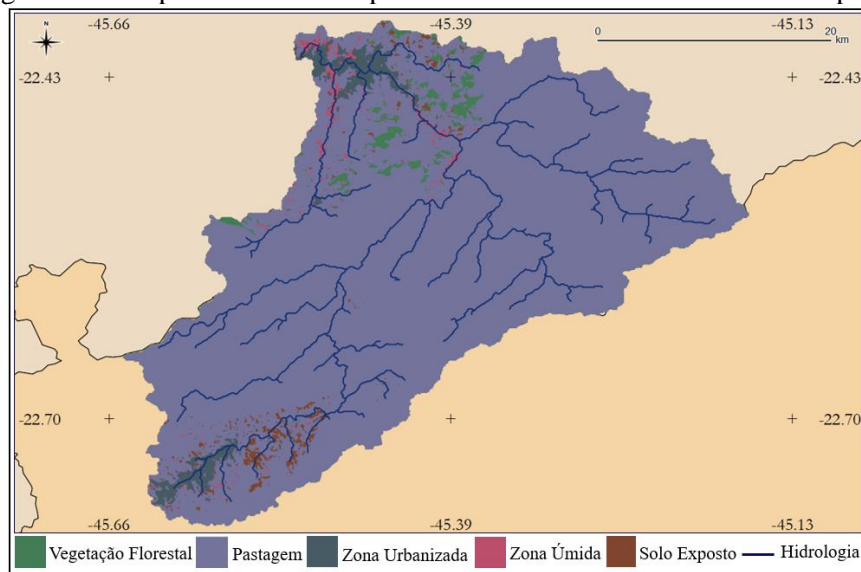 N
-45.66 -45.39 -45.13
0 20
km
-22.43 -22.43
-22.70 -22.70
-45.66 -45.39 -45.13
Vegetação Florestal Pastagem Zona Urbanizada Zona Úmida Solo Exposto Hidrologia